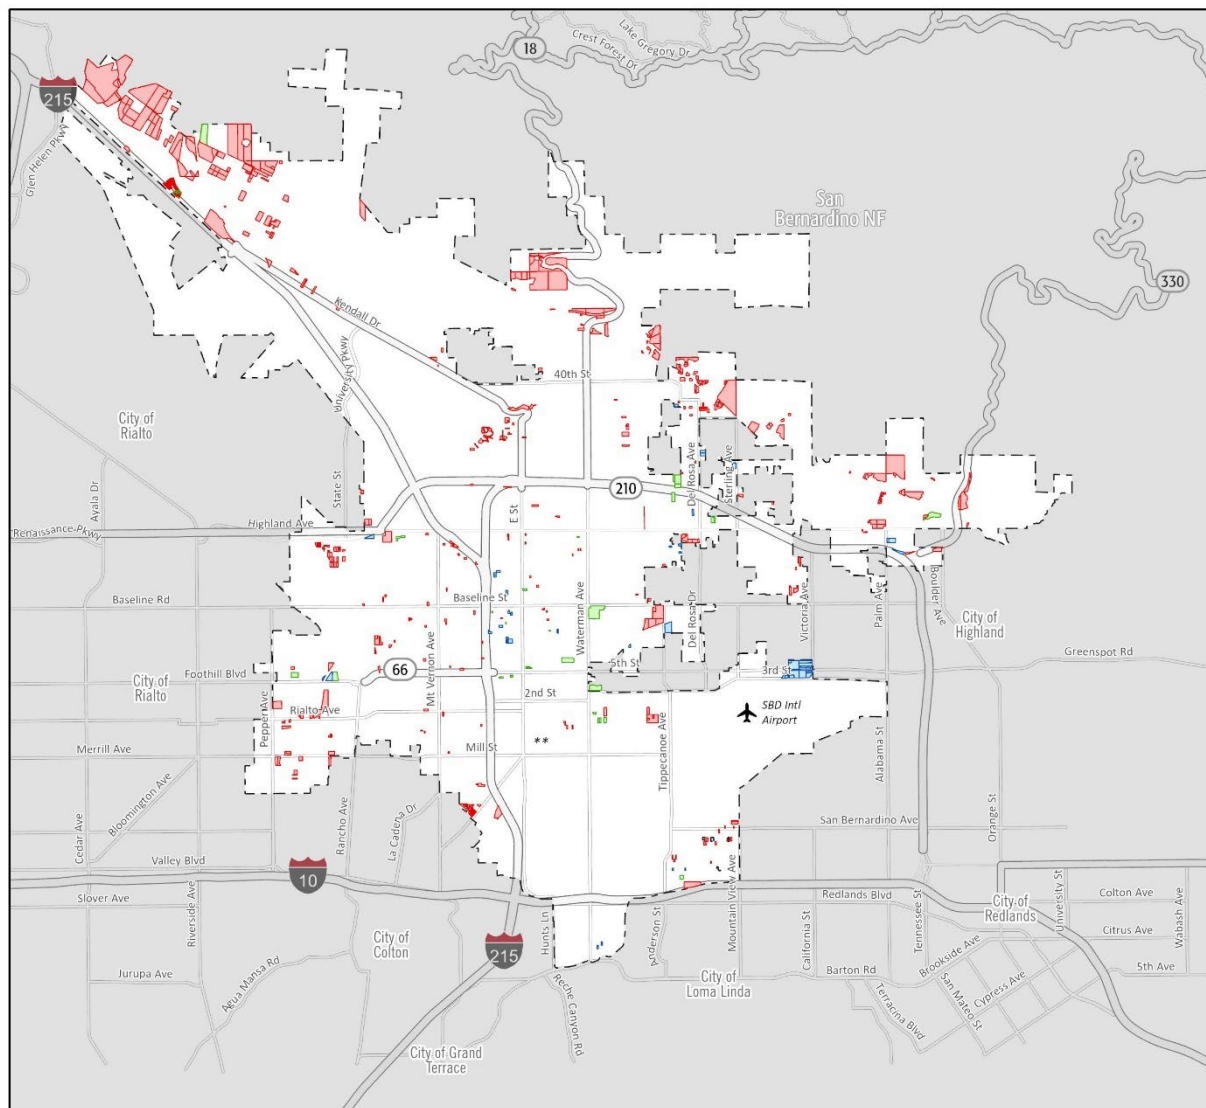 Lake Gregory Dr
Crest Forest Dr
18
215
Glen Helen Pkwy
San
Bernardino NF
330
Kendall Dr
University Pkwy
40th St
City of
Rialto
Ayala Dr
State St
Del Rosa Ave
Sterling Ave
210
E St
Highland Ave
Renaissance Pkwy
Baseline Rd
Baseline St
Waterman Ave
Victoria Ave
Palm Ave
Boulder Ave
City of
Highland
Mt Vernon Ave
Del Rosa Dr
66
5th St
3rd St
Greenspot Rd
City of
Rialto
Foothill Blvd
Pepper Ave
2nd St
Rialto Ave
SBD Intl
Airport
**
Merrill Ave
Mill St
Tippecanoe Ave
Alabama St
Cedar Ave
Bloomington Ave
Rancho Ave
La Cadena Dr
San Bernardino Ave
Orange St
Valley Blvd
10
Mountain View Ave
Slover Ave
Riverside Ave
Redlands Blvd
Tennessee St
City of
Redlands
University St
Colton Ave
Wabash Ave
City of
Colton
215
Hunts Ln
Anderson St
California St
Citrus Ave
Brookside Ave
Jurupa Ave
Agua Mansa Rd
Reche Canyon Rd
City of
Loma Linda
Barton Rd
5th Ave
Cypress Ave
San Mateo St
Terracina Blvd
City of Grand
Terrace